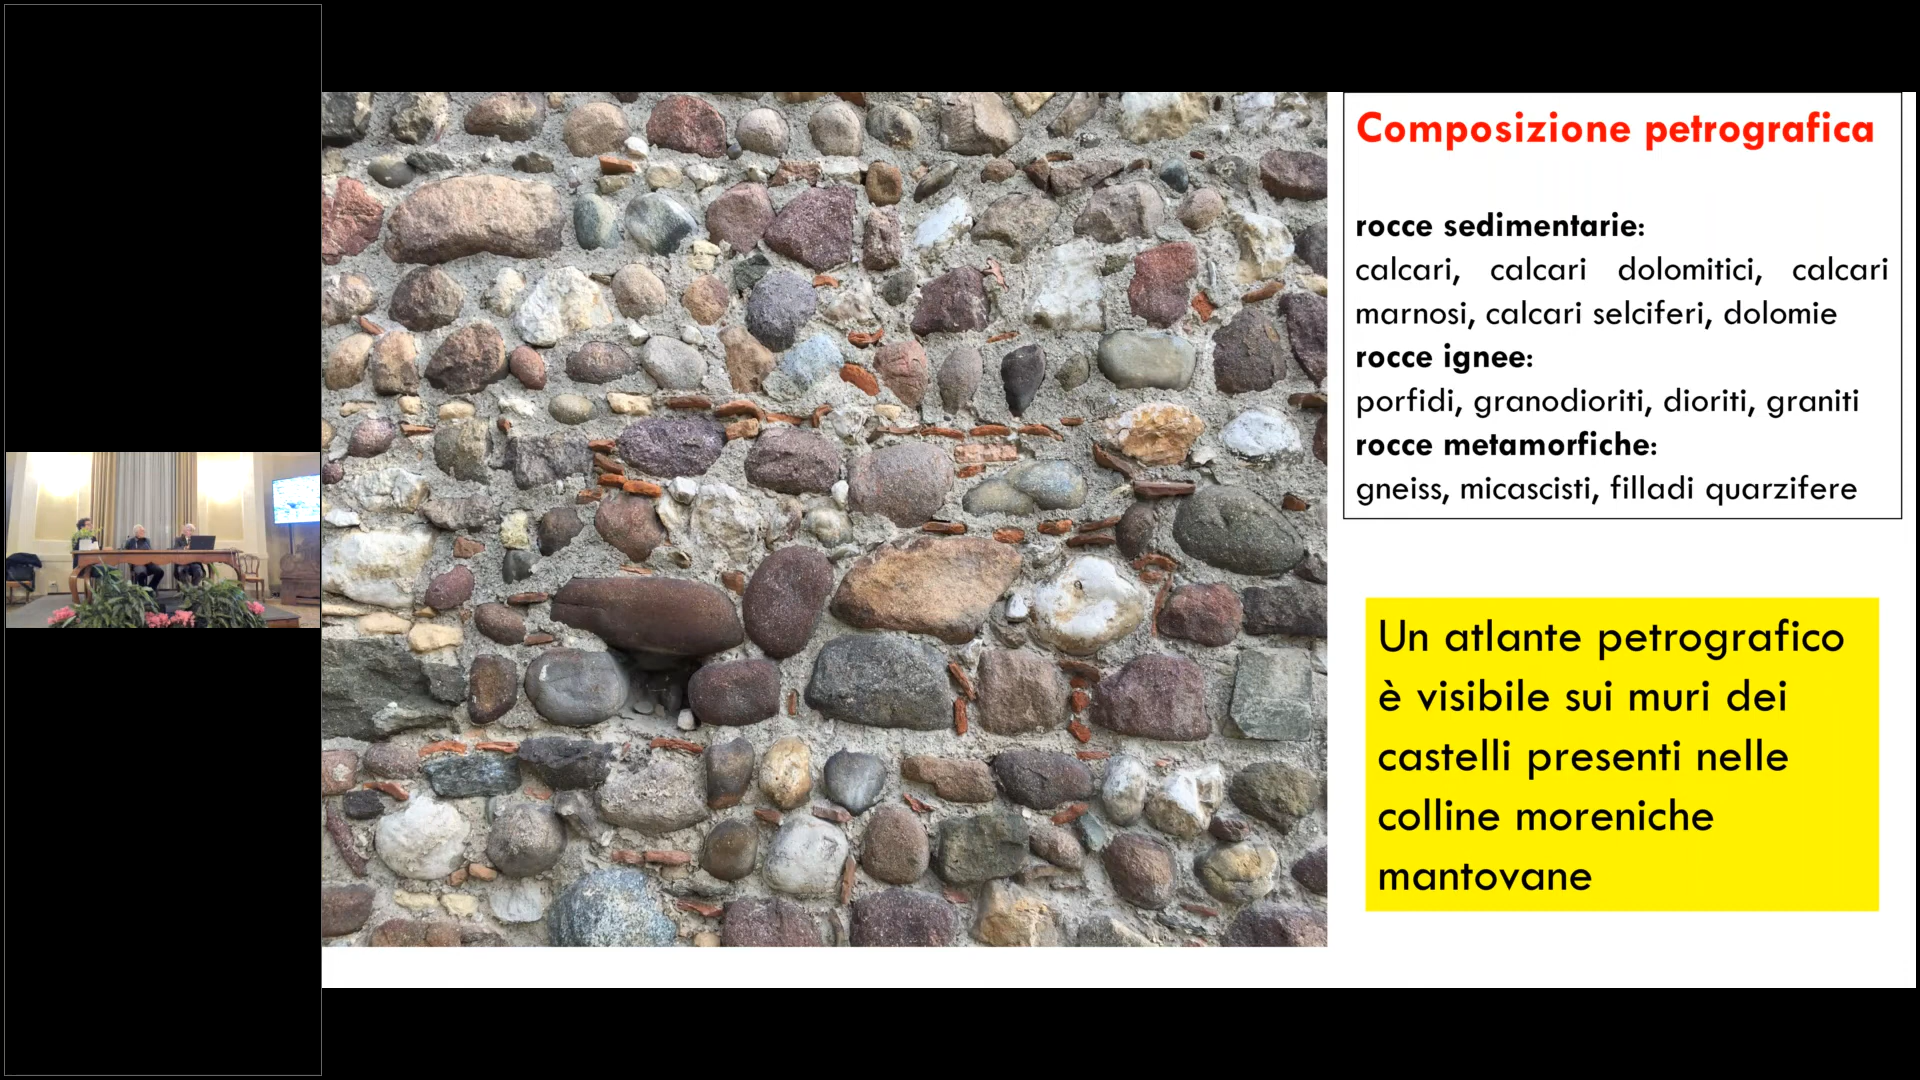 Composizione petrografica
rocce sedimentarie:
calcari, calcari dolomitici, calcari
marnosi, calcari selciferi, dolomie
rocce ignee:
porfidi, granodioriti, dioriti, graniti
rocce metamorfiche:
gneiss, micascisti, filladi quarzifere
Un atlante petrografico
è visibile sui muri dei
castelli presenti nelle
colline moreniche
mantovane